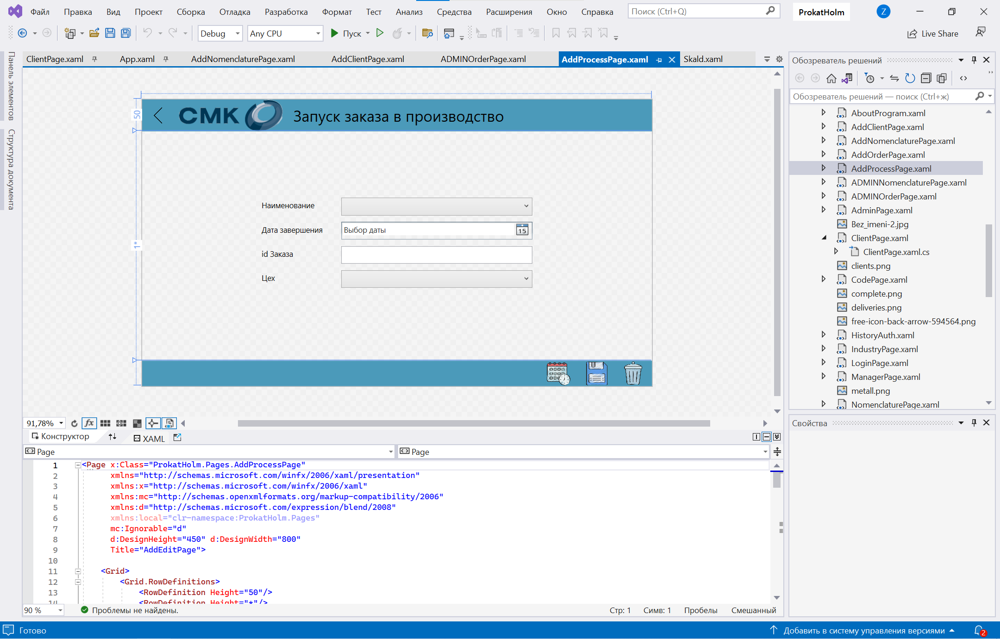 Файл Правка Вид Проект Сборка Отладка Разработка Формат Тест Анализ Средства Расширения Окно Справка Поиск (Ctrl+Q) ProkatHolm Z
Debug Any CPU Пуск Live Share
Панель элементов
Структура документа
ClientPage.xaml App.xaml AddNomenclaturePage.xaml AddClientPage.xaml ADMINOrderPage.xaml AddProcessPage.xaml Skald.xaml
50
СМК Запуск заказа в производство
1*
Наименование
Дата завершения Выбор даты 15
id Заказа
Цех
91,78% fx
Конструктор XAML
Page Page
1 <Page x:Class="ProkatHolm.Pages.AddProcessPage"
2 xmlns="http://schemas.microsoft.com/winfx/2006/xaml/presentation"
3 xmlns:x="http://schemas.microsoft.com/winfx/2006/xaml"
4 xmlns:mc="http://schemas.openxmlformats.org/markup-compatibility/2006"
5 xmlns:d="http://schemas.microsoft.com/expression/blend/2008"
6 xmlns:local="clr-namespace:ProkatHolm.Pages"
7 mc:Ignorable="d"
8 d:DesignHeight="450" d:DesignWidth="800"
9 Title="AddEditPage">
10
11 <Grid>
12 <Grid.RowDefinitions>
13 <RowDefinition Height="50"/>
14 <RowDefinition Height="*"/>
90 % Проблемы не найдены. Стр: 1 Симв: 1 Пробелы Смешанный
Обозреватель решений
Обозреватель решений — поиск (Ctrl+ж)
AboutProgram.xaml
AddClientPage.xaml
AddNomenclaturePage.xaml
AddOrderPage.xaml
AddProcessPage.xaml
ADMINNomenclaturePage.xaml
ADMINOrderPage.xaml
AdminPage.xaml
Bez_imeni-2.jpg
ClientPage.xaml
ClientPage.xaml.cs
clients.png
CodePage.xaml
complete.png
deliveries.png
free-icon-back-arrow-594564.png
HistoryAuth.xaml
IndustryPage.xaml
LoginPage.xaml
ManagerPage.xaml
metall.png
NomenclaturePage.xaml
Свойства
Готово Добавить в систему управления версиями 2